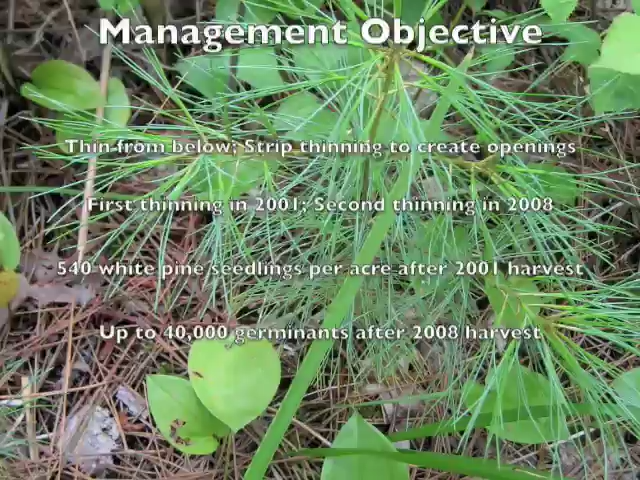 Management Objective
Thin from below; Strip thinning to create openings
First thinning in 2001; Second thinning in 2008
540 white pine seedlings per acre after 2001 harvest
Up to 40,000 germinants after 2008 harvest